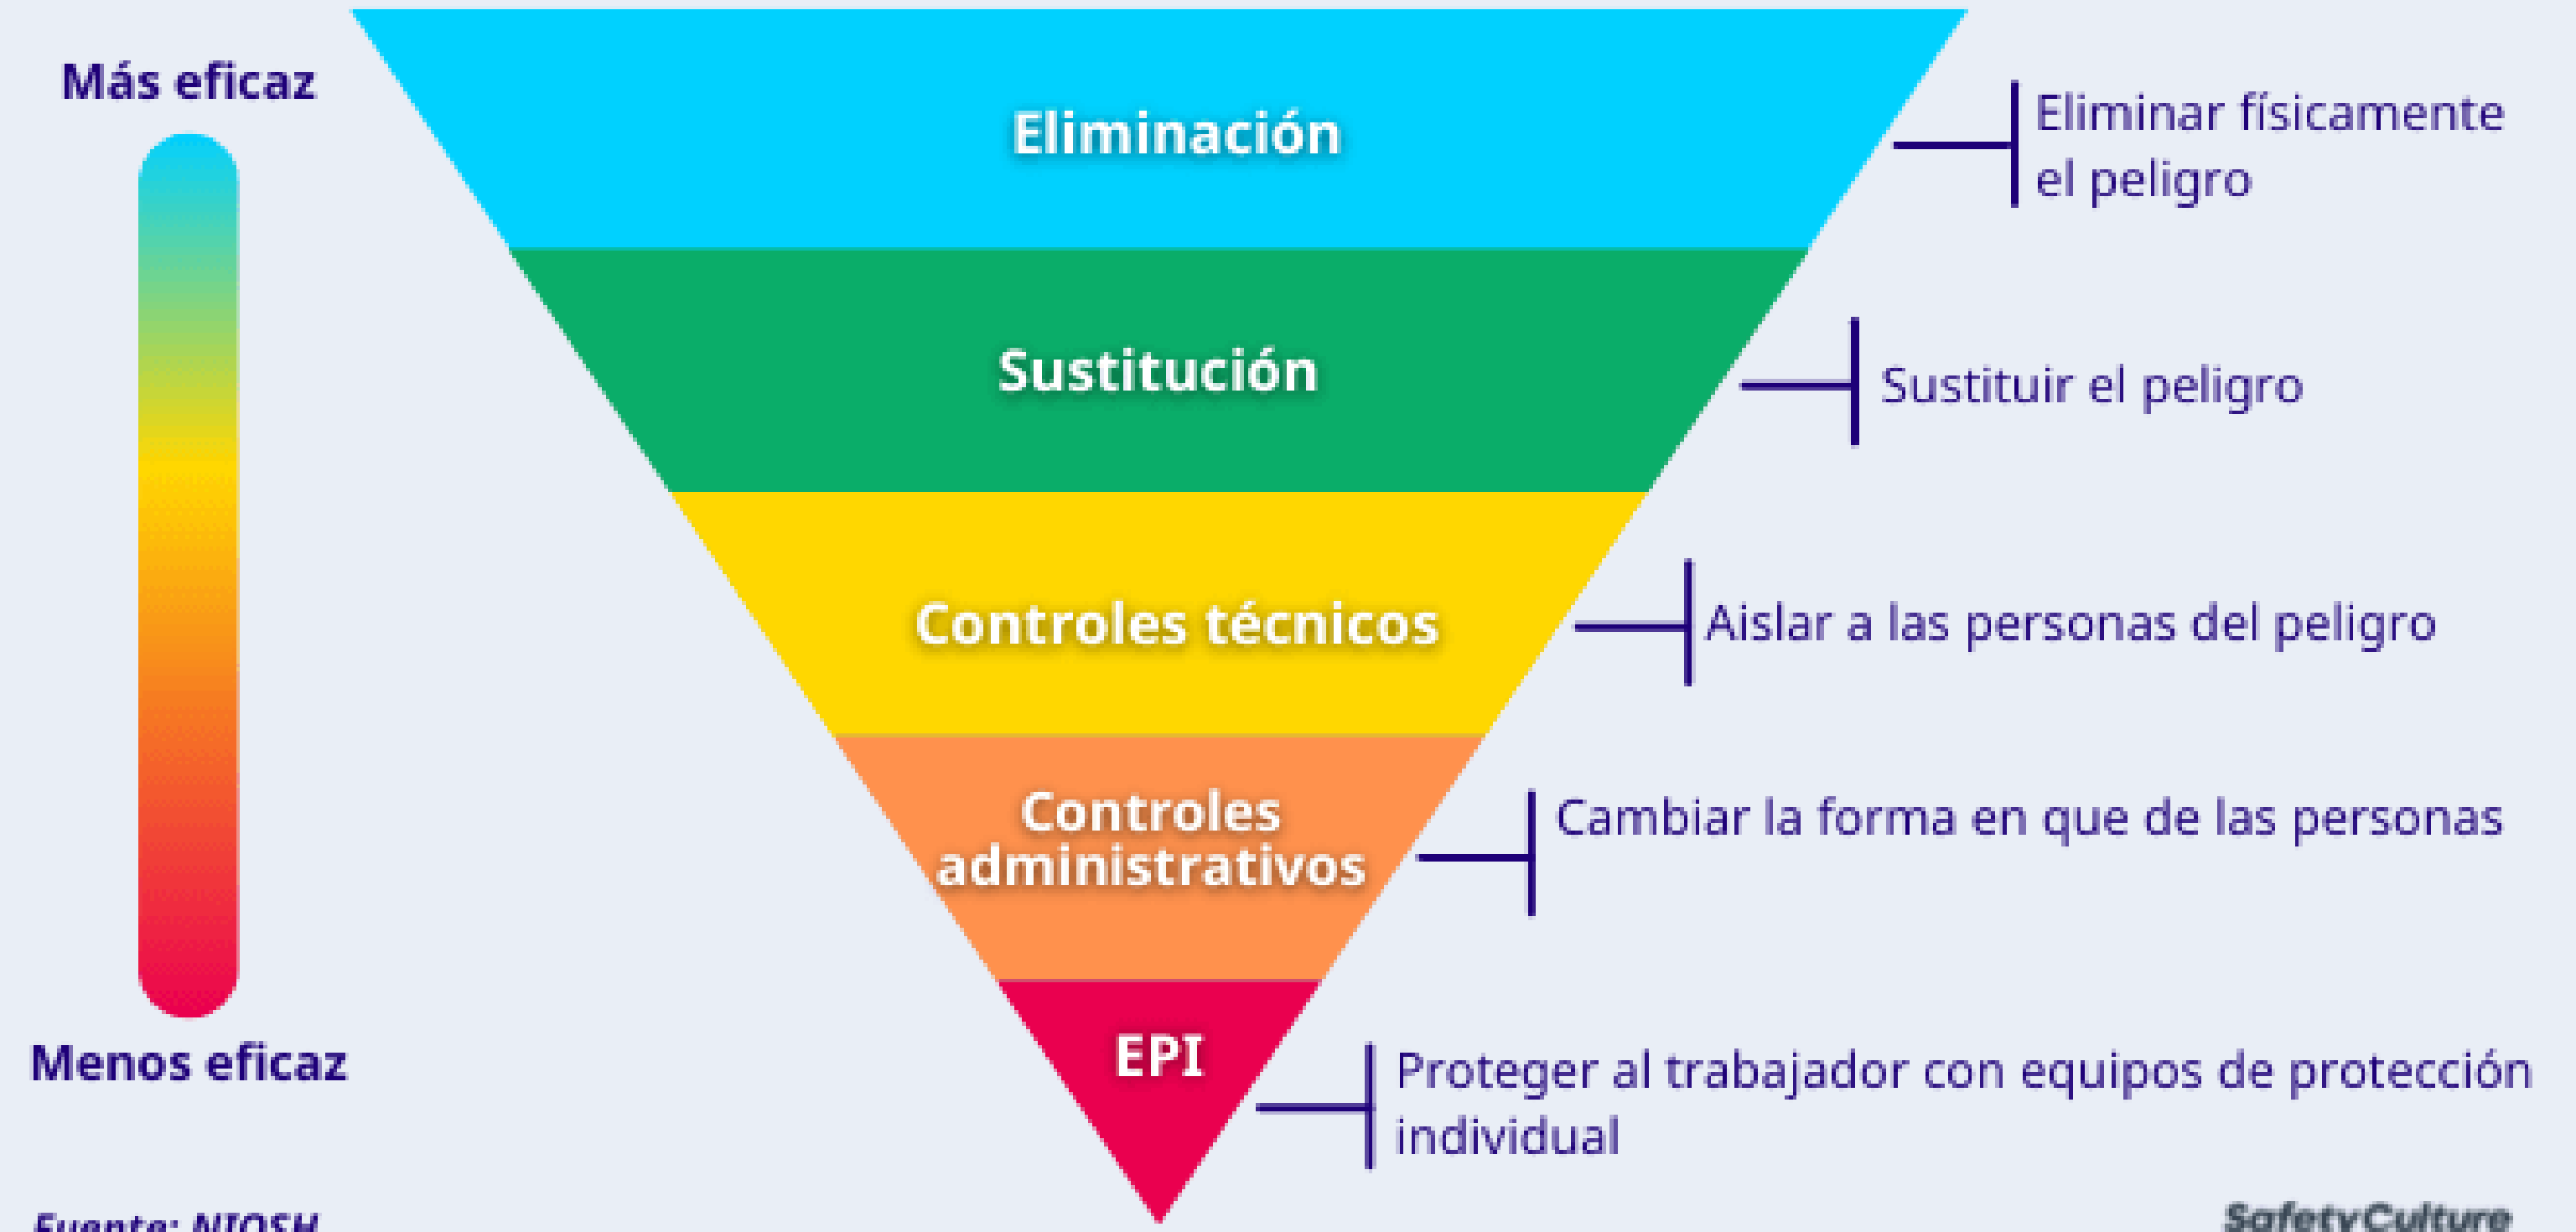 Más eficaz
Eliminación
Eliminar físicamente
el peligro
Sustitución
Sustituir el peligro
Controles técnicos
Aislar a las personas del peligro
Controles
administrativos
Cambiar la forma en que de las personas
EPI
Proteger al trabajador con equipos de protección
individual
Menos eficaz
Fuente: NIOSH
SafetyCulture